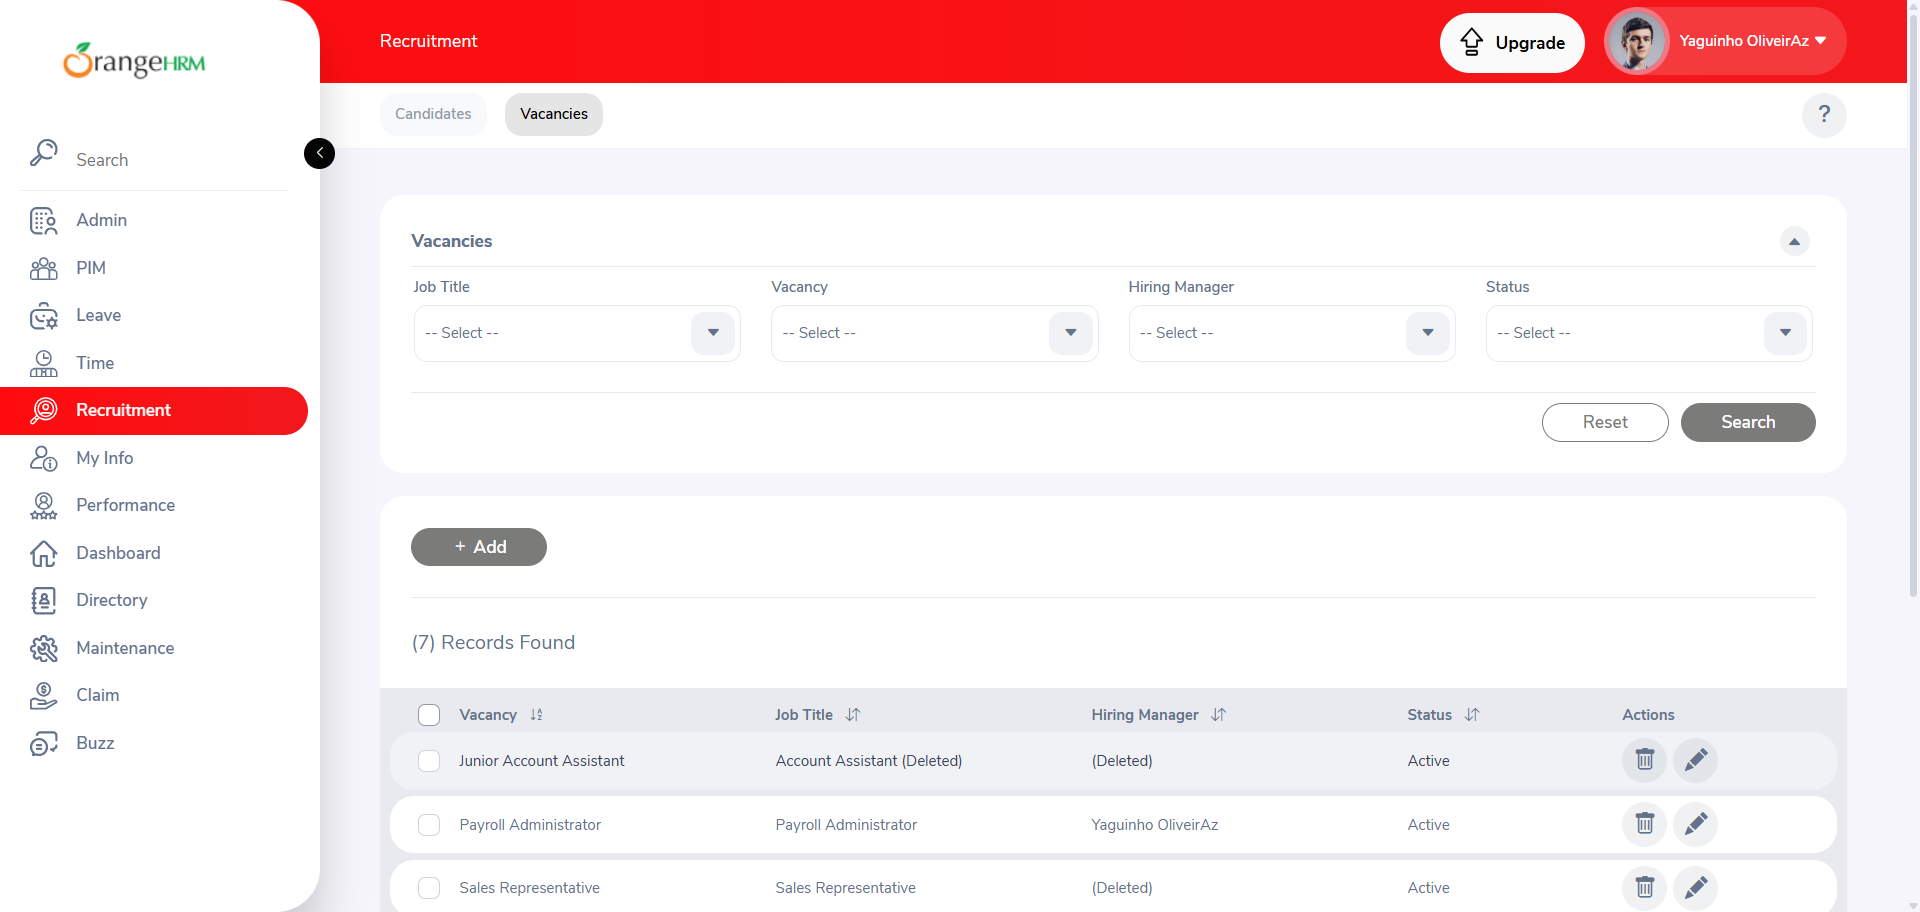 OrangeHRM
Search
Admin
PIM
Leave
Time
Recruitment
My Info
Performance
Dashboard
Directory
Maintenance
Claim
Buzz
Recruitment
Upgrade
Yaguinho OliveirAz
Candidates
Vacancies
?
Vacancies
Job Title Vacancy Hiring Manager Status
-- Select -- -- Select -- -- Select -- -- Select --
Reset Search
+ Add
(7) Records Found
Vacancy Job Title Hiring Manager Status Actions
Junior Account Assistant Account Assistant (Deleted) (Deleted) Active
Payroll Administrator Payroll Administrator Yaguinho OliveirAz Active
Sales Representative Sales Representative (Deleted) Active